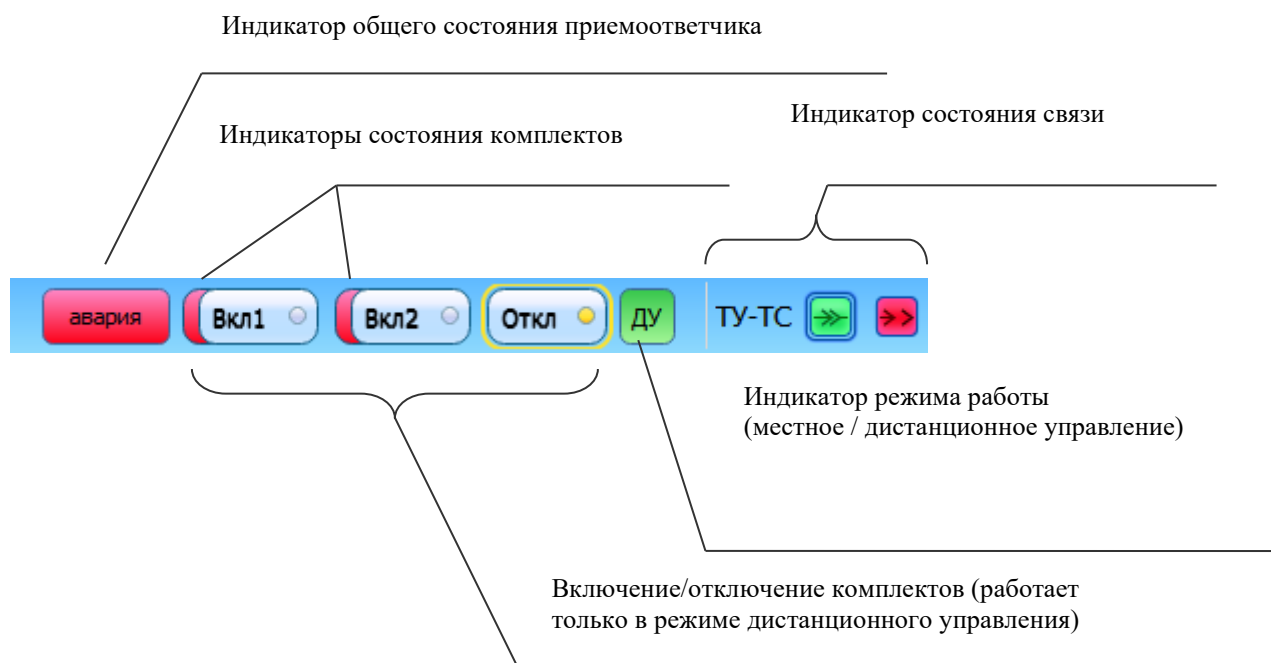 Индикатор общего состояния приемоответчика
Индикатор состояния связи
Индикаторы состояния комплектов
авария Вкл1 Вкл2 Откл ДУ ТУ-ТС
Индикатор режима работы
(местное / дистанционное управление)
Включение/отключение комплектов (работает
только в режиме дистанционного управления)